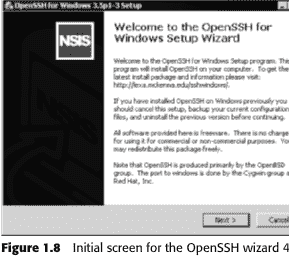 OpenSSH for Windows 3.5p1-3 Setup
NSIS
Welcome to the OpenSSH for
Windows Setup Wizard
Welcome to the OpenSSH for Windows Setup program. The
program will install OpenSSH on your computer. To get the
latest install package and information please visit:
http://lexa.mckenna.edu/sshwindows/.
If you have installed OpenSSH on Windows previously you
should cancel this setup, backup your current configuration
files, and uninstall the previous version before continuing.
All software provided here is freeware. There is no charge
for using it for commercial or non-commercial purposes. You
may redistribute this package freely.
Note that OpenSSH is produced primarily by the OpenBSD
group. The port to windows is done by the Cygwin group a
Red Hat, Inc.
Next >
Cancel
Figure 1.8 Initial screen for the OpenSSH wizard 4